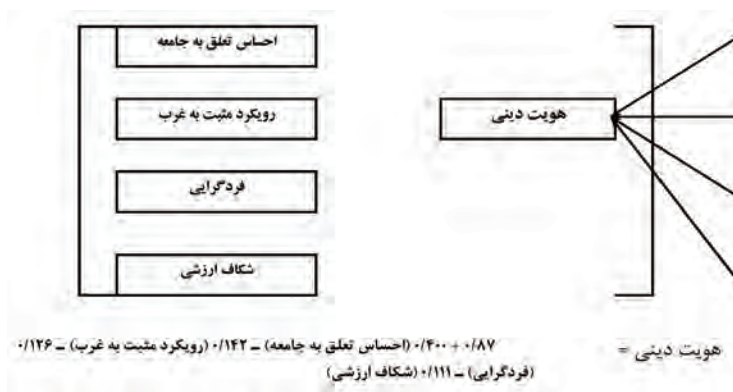 احساس تعلق به جامعه
رویکرد مثبت به غرب
هویت دینی
فردگرایی
شکاف ارزشی
هویت دینی = ۰/۸۷ + ۰/۴۰۰ (احساس تعلق به جامعه) ـ ۰/۱۴۲ (رویکرد مثبت به غرب) ـ ۰/۱۲۶
(فردگرایی) ـ ۰/۱۱۱ (شکاف ارزشی)